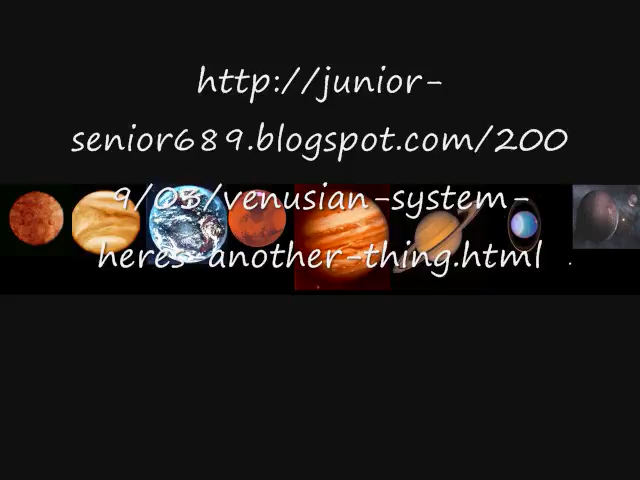 http://junior-
senior689.blogspot.com/200
9/03/venusian-system-
heres-another-thing.html